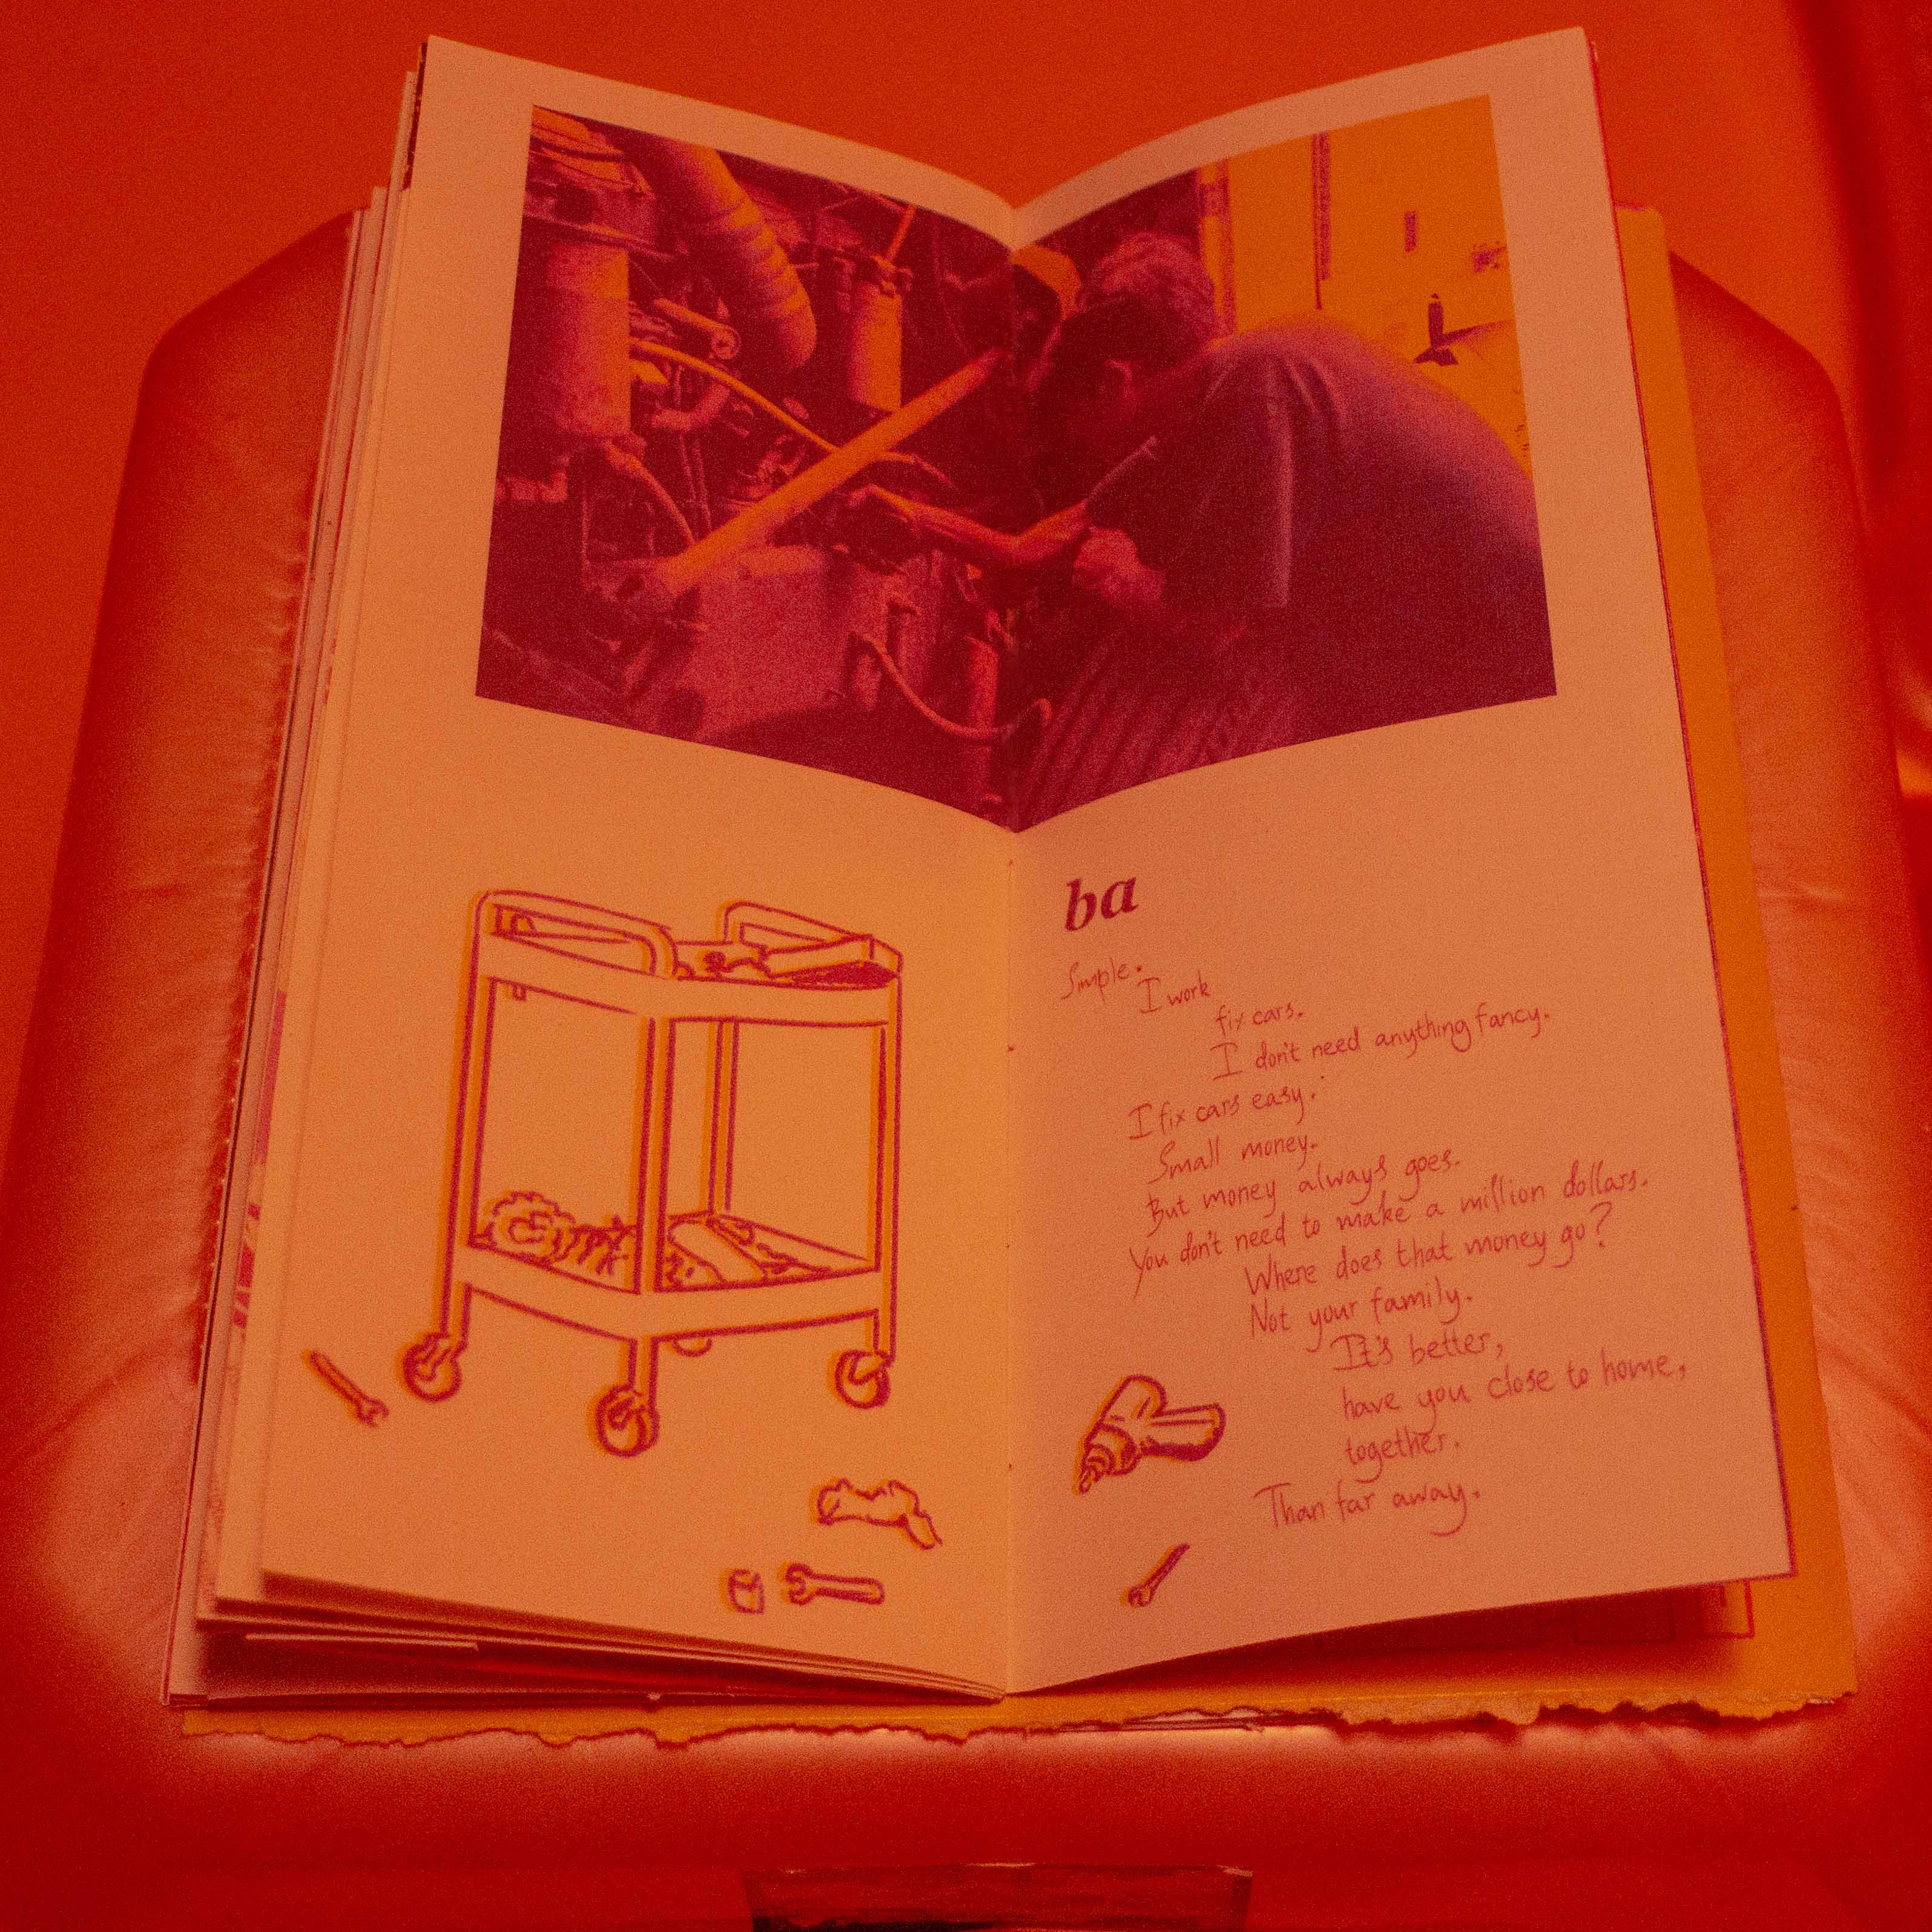 ba
Simple.
I work
fix cars.
I don't need anything fancy.
I fix cars easy.
Small money.
But money always goes.
You don't need to make a million dollars.
Where does that money go?
Not your family.
It's better,
have you close to home,
together.
Than far away.